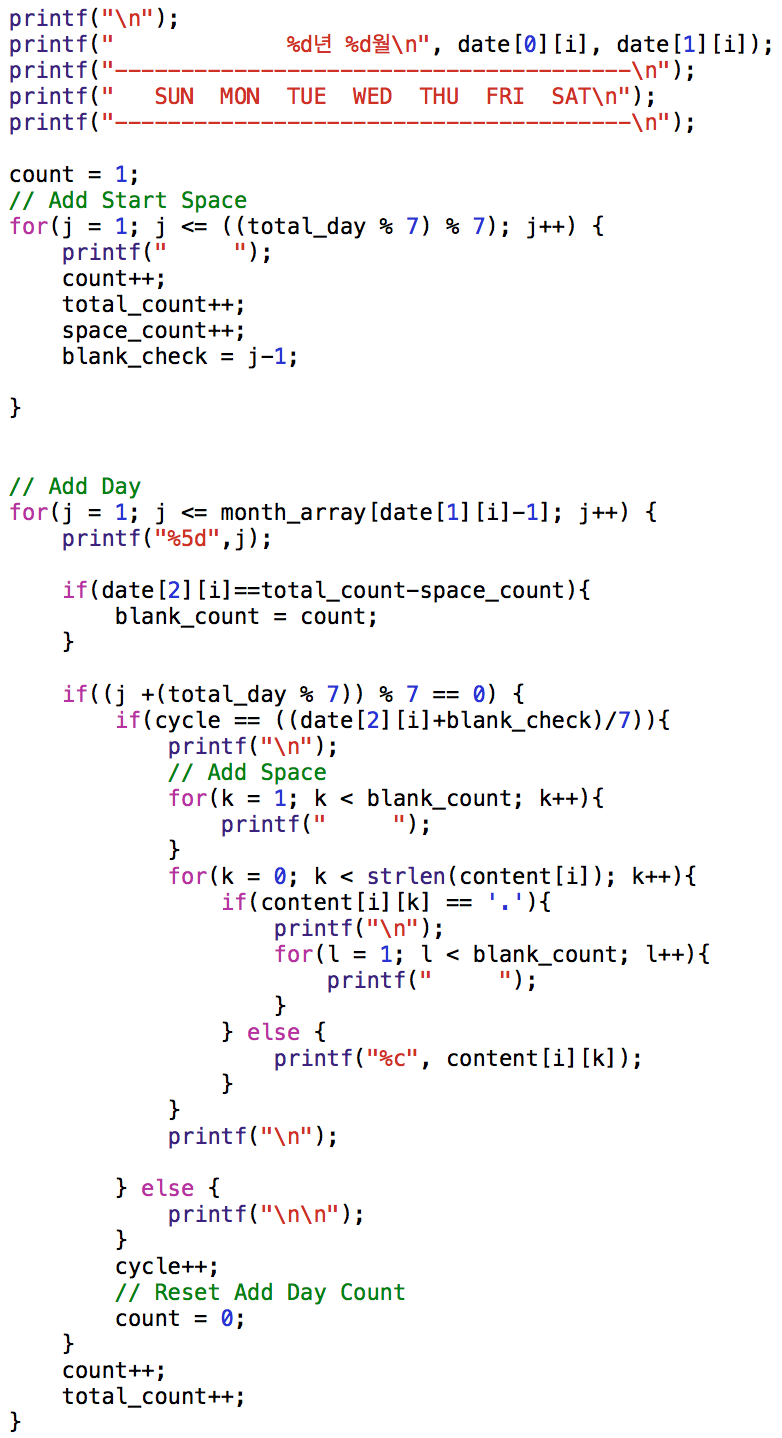 printf("\n");
printf("             %d년 %d월\n", date[0][i], date[1][i]);
printf("---------------------------------------\n");
printf("   SUN  MON  TUE  WED  THU  FRI  SAT\n");
printf("---------------------------------------\n");

count = 1;
// Add Start Space
for(j = 1; j <= ((total_day % 7) % 7); j++) {
    printf("     ");
    count++;
    total_count++;
    space_count++;
    blank_check = j-1;

}


// Add Day
for(j = 1; j <= month_array[date[1][i]-1]; j++) {
    printf("%5d",j);

    if(date[2][i]==total_count-space_count){
        blank_count = count;
    }

    if((j +(total_day % 7)) % 7 == 0) {
        if(cycle == ((date[2][i]+blank_check)/7)){
            printf("\n");
            // Add Space
            for(k = 1; k < blank_count; k++){
                printf("     ");
            }
            for(k = 0; k < strlen(content[i]); k++){
                if(content[i][k] == '.'){
                    printf("\n");
                    for(l = 1; l < blank_count; l++){
                        printf("     ");
                    }
                } else {
                    printf("%c", content[i][k]);
                }
            }
            printf("\n");

        } else {
            printf("\n\n");
        }
        cycle++;
        // Reset Add Day Count
        count = 0;
    }
    count++;
    total_count++;
}